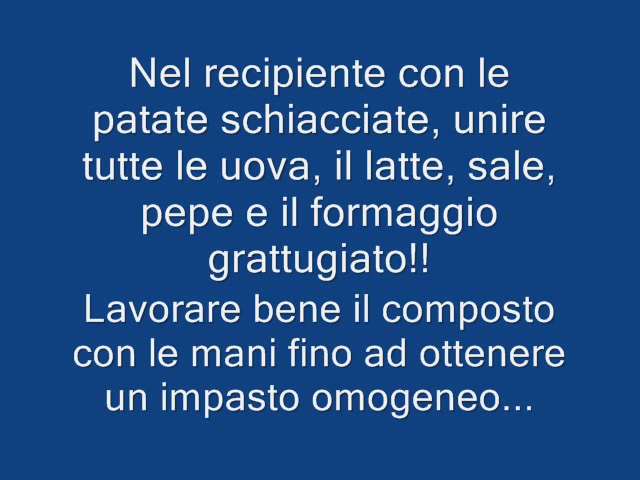 Nel recipiente con le
patate schiacciate, unire
tutte le uova, il latte, sale,
pepe e il formaggio
grattugiato!!
Lavorare bene il composto
con le mani fino ad ottenere
un impasto omogeneo...